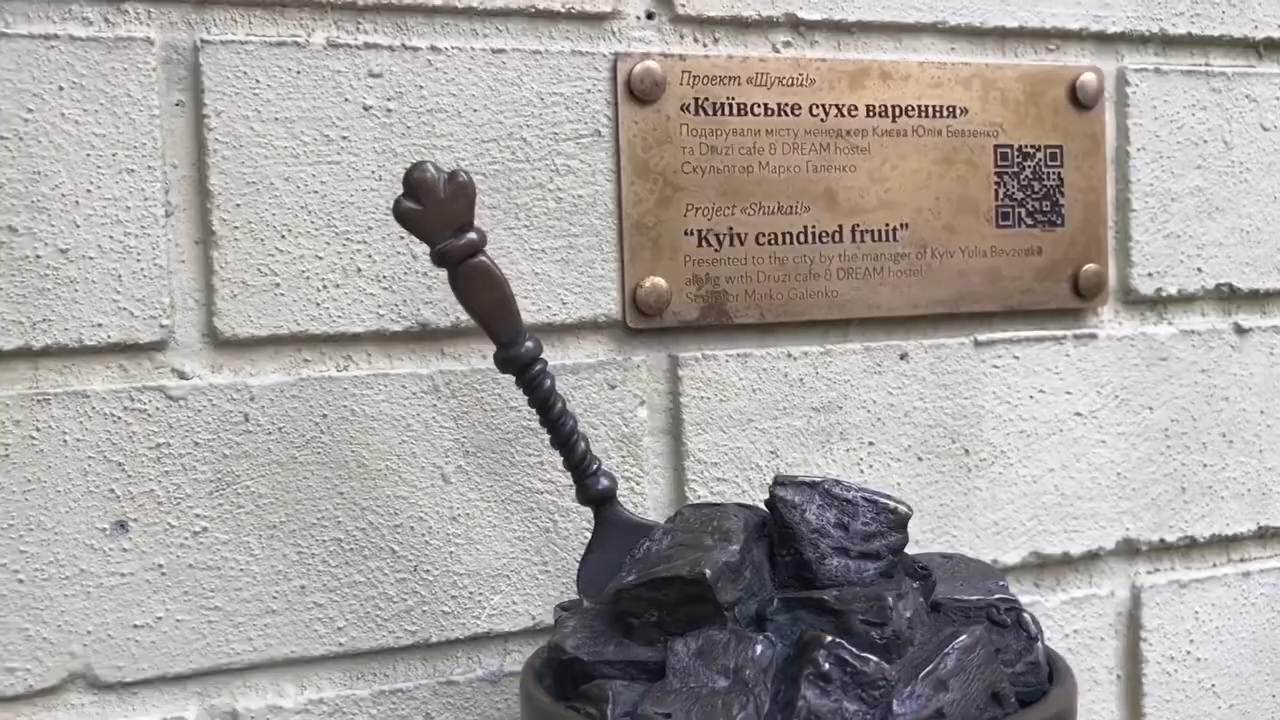 Проект «Шукай!»
«Київське сухе варення»
Подарували місту менеджер Києва Юлія Бевзенко
та Druzi cafe & DREAM hostel
Скульптор Марко Галенко
Project «Shukai!»
“Kyiv candied fruit”
Presented to the city by the manager of Kyiv Yulia Bevzenko
along with Druzi cafe & DREAM hostel
Sculptor Marko Galenko